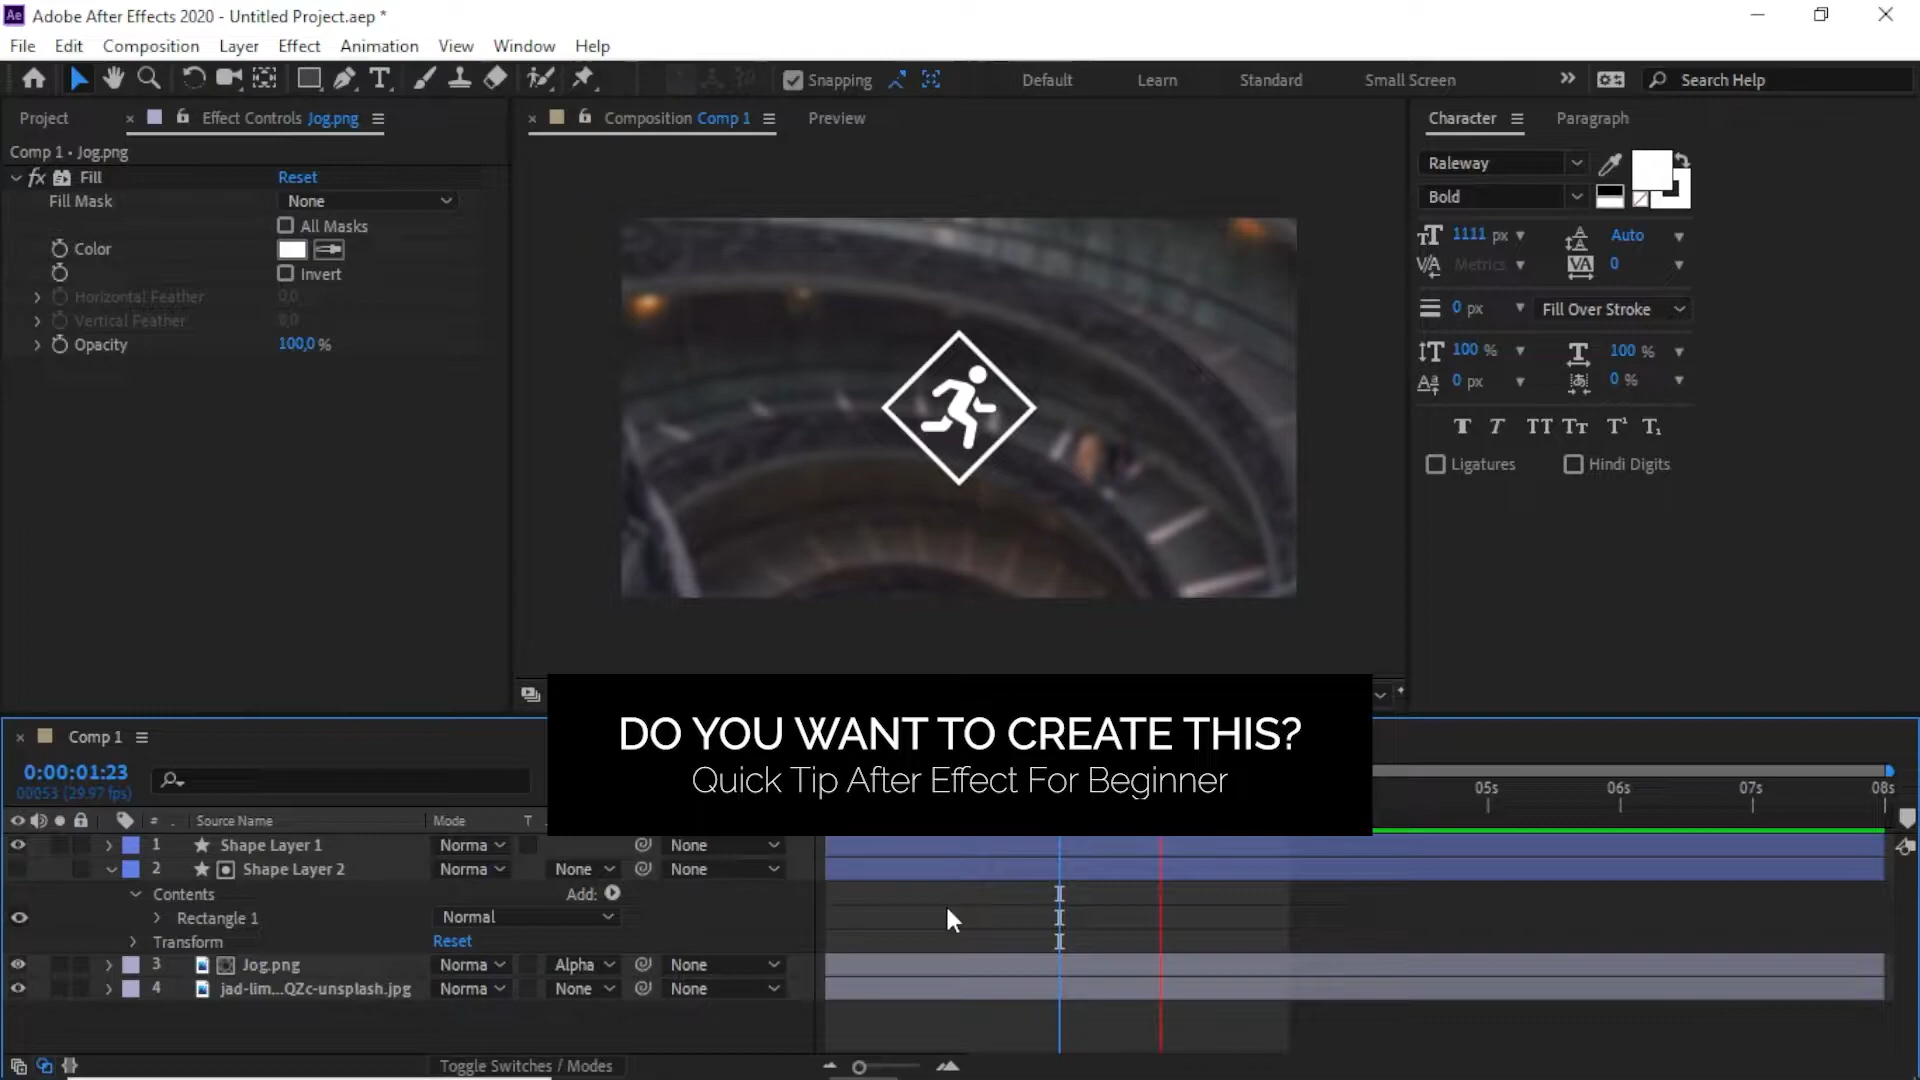 Ae Adobe After Effects 2020 - Untitled Project.aep *
File Edit Composition Layer Effect Animation View Window Help
Snapping Default Learn Standard Small Screen Search Help
Project Effect Controls Jog.png
Comp 1 • Jog.png
fx Fill Reset
Fill Mask None
All Masks
Color
Invert
Horizontal Feather 0,0
Vertical Feather 0,0
Opacity 100,0 %
Composition Comp 1 Preview
Character Paragraph
Raleway
Bold
1111 px Auto
Metrics 0
0 px Fill Over Stroke
100 % 100 %
0 px 0 %
T T TT TT T¹ T₁
Ligatures Hindi Digits
DO YOU WANT TO CREATE THIS?
Quick Tip After Effect For Beginner
Comp 1
0:00:01:23
00053 (29.97 fps)
05s 06s 07s 08s
# . Source Name Mode T
1 Shape Layer 1 Norma None
2 Shape Layer 2 Norma None None
Contents Add:
Rectangle 1 Normal
Transform Reset
3 Jog.png Norma Alpha None
4 jad-lim...QZc-unsplash.jpg Norma None None
Toggle Switches / Modes